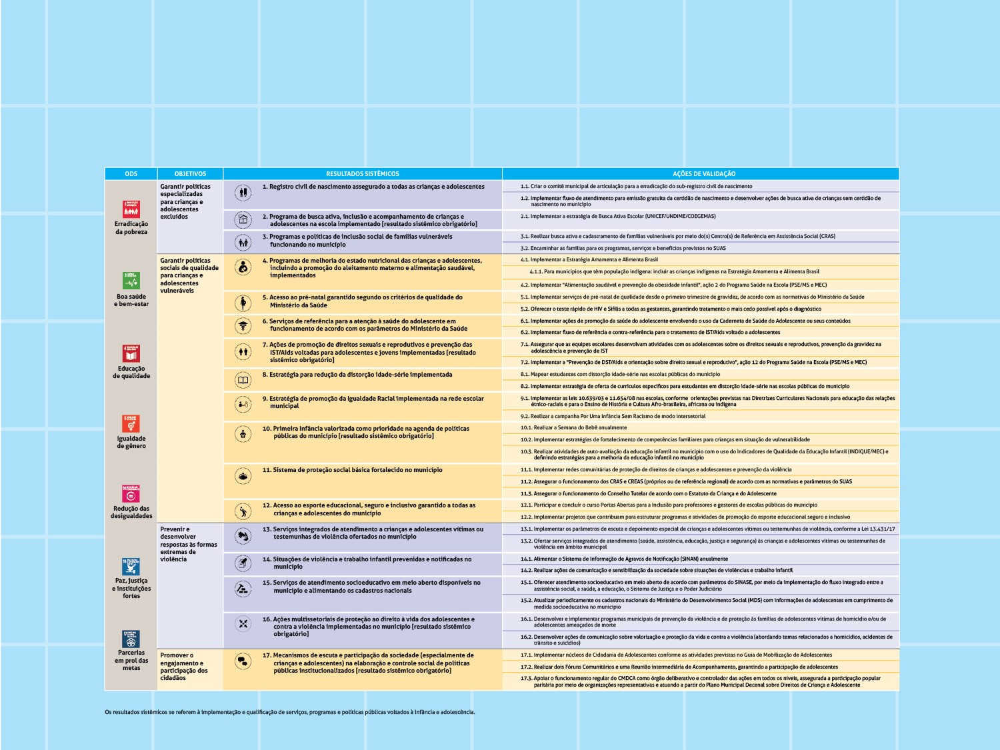 ODS
OBJETIVOS
RESULTADOS SISTÊMICOS
AÇÕES DE VALIDAÇÃO
Erradicação
da pobreza
Boa saúde
e bem-estar
Educação
de qualidade
Igualdade
de gênero
Redução das
desigualdades
Paz, justiça
e instituições
fortes
Parcerias
em prol das
metas
Garantir políticas
especializadas
para crianças e
adolescentes
excluídos
1. Registro civil de nascimento assegurado a todas as crianças e adolescentes
1.1. Criar o comitê municipal de articulação para a erradicação do sub-registro civil de nascimento
1.2. Implementar fluxo de atendimento para emissão gratuita da certidão de nascimento e desenvolver ações de busca ativa de crianças sem certidão de
nascimento no município
2. Programa de busca ativa, inclusão e acompanhamento de crianças e
adolescentes na escola implementado [resultado sistêmico obrigatório]
2.1. Implementar a estratégia de Busca Ativa Escolar (UNICEF/UNDIME/COEGEMAS)
3. Programas e políticas de inclusão social de famílias vulneráveis
funcionando no município
3.1. Realizar busca ativa e cadastramento de famílias vulneráveis por meio do(s) Centro(s) de Referência em Assistência Social (CRAS)
3.2. Encaminhar as famílias para os programas, serviços e benefícios previstos no SUAS
Garantir políticas
sociais de qualidade
para crianças e
adolescentes
vulneráveis
4. Programas de melhoria do estado nutricional das crianças e adolescentes,
incluindo a promoção do aleitamento materno e alimentação saudável,
implementados
4.1. Implementar a Estratégia Amamenta e Alimenta Brasil
4.1.1. Para municípios que têm população indígena: incluir as crianças indígenas na Estratégia Amamenta e Alimenta Brasil
4.2. Implementar "Alimentação saudável e prevenção da obesidade infantil", ação 2 do Programa Saúde na Escola (PSE/MS e MEC)
5. Acesso ao pré-natal garantido segundo os critérios de qualidade do
Ministério da Saúde
5.1. Implementar serviços de pré-natal de qualidade desde o primeiro trimestre de gravidez, de acordo com as normativas do Ministério da Saúde
5.2. Oferecer o teste rápido de HIV e Sífilis a todas as gestantes, garantindo tratamento o mais cedo possível após o diagnóstico
6. Serviços de referência para a atenção à saúde do adolescente em
funcionamento de acordo com os parâmetros do Ministério da Saúde
6.1. Implementar ações de promoção da saúde do adolescente envolvendo o uso da Caderneta de Saúde do Adolescente ou seus conteúdos
6.2. Implementar fluxo de referência e contra-referência para o tratamento de IST/Aids voltado a adolescentes
7. Ações de promoção de direitos sexuais e reprodutivos e prevenção das
IST/Aids voltadas para adolescentes e jovens implementadas [resultado
sistêmico obrigatório]
7.1. Assegurar que as equipes escolares desenvolvam atividades com os adolescentes sobre os direitos sexuais e reprodutivos, prevenção da gravidez na
adolescência e prevenção de IST
7.2. Implementar a "Prevenção de DST/Aids e orientação sobre direito sexual e reprodutivo", ação 12 do Programa Saúde na Escola (PSE/MS e MEC)
8. Estratégia para redução da distorção idade-série implementada
8.1. Mapear estudantes com distorção idade-série nas escolas públicas do município
8.2. Implementar estratégia de oferta de currículos específicos para estudantes em distorção idade-série nas escolas públicas do município
9. Estratégia de promoção da Igualdade Racial implementada na rede escolar
municipal
9.1. Implementar as leis 10.639/03 e 11.654/08 nas escolas, conforme orientações previstas nas Diretrizes Curriculares Nacionais para educação das relações
étnico-raciais e para o Ensino de História e Cultura Afro-brasileira, africana ou indígena
9.2. Realizar a campanha Por Uma Infância Sem Racismo de modo intersetorial
10. Primeira Infância valorizada como prioridade na agenda de políticas
públicas do município [resultado sistêmico obrigatório]
10.1. Realizar a Semana do Bebê anualmente
10.2. Implementar estratégias de fortalecimento de competências familiares para crianças em situação de vulnerabilidade
10.3. Realizar atividades de auto-avaliação da educação infantil no município com o uso do Indicadores de Qualidade da Educação Infantil (INDIQUE/MEC) e
definindo estratégias para a melhoria da educação infantil no município
11. Sistema de proteção social básica fortalecido no município
11.1. Implementar redes comunitárias de proteção de direitos de crianças e adolescentes e prevenção da violência
11.2. Assegurar o funcionamento dos CRAS e CREAS (próprios ou de referência regional) de acordo com as normativas e parâmetros do SUAS
11.3. Assegurar o funcionamento do Conselho Tutelar de acordo com o Estatuto da Criança e do Adolescente
12. Acesso ao esporte educacional, seguro e inclusivo garantido a todas as
crianças e adolescentes do município
12.1. Participar e concluir o curso Portas Abertas para a Inclusão para professores e gestores de escolas públicas do município
12.2. Implementar projetos que contribuam para estruturar programas e atividades de promoção do esporte educacional seguro e inclusivo
Prevenir e
desenvolver
respostas às formas
extremas de
violência
13. Serviços integrados de atendimento a crianças e adolescentes vítimas ou
testemunhas de violência ofertados no município
13.1. Implementar os parâmetros de escuta e depoimento especial de crianças e adolescentes vítimas ou testemunhas de violência, conforme a Lei 13.431/17
13.2. Ofertar serviços integrados de atendimento (saúde, assistência, educação, justiça e segurança) às crianças e adolescentes vítimas ou testemunhas de
violência em âmbito municipal
14. Situações de violência e trabalho infantil prevenidas e notificadas no
município
14.1. Alimentar o Sistema de Informação de Agravos de Notificação (SINAN) anualmente
14.2. Realizar ações de comunicação e sensibilização da sociedade sobre situações de violências e trabalho infantil
15. Serviços de atendimento socioeducativo em meio aberto disponíveis no
município e alimentando os cadastros nacionais
15.1. Oferecer atendimento socioeducativo em meio aberto de acordo com parâmetros do SINASE, por meio da implementação do fluxo integrado entre a
assistência social, a saúde, a educação, o Sistema de Justiça e o Poder Judiciário
15.2. Atualizar periodicamente os cadastros nacionais do Ministério do Desenvolvimento Social (MDS) com informações de adolescentes em cumprimento de
medida socioeducativa no município
16. Ações multissetoriais de proteção ao direito à vida dos adolescentes e
contra a violência implementadas no município [resultado sistêmico
obrigatório]
16.1. Desenvolver e implementar programas municipais de prevenção da violência e de proteção às famílias de adolescentes vítimas de homicídio e/ou de
adolescentes ameaçados de morte
16.2. Desenvolver ações de comunicação sobre valorização e proteção da vida e contra a violência (abordando temas relacionados a homicídios, acidentes de
trânsito e suicídios)
Promover o
engajamento e
participação dos
cidadãos
17. Mecanismos de escuta e participação da sociedade (especialmente de
crianças e adolescentes) na elaboração e controle social de políticas
públicas institucionalizados [resultado sistêmico obrigatório]
17.1. Implementar núcleos de Cidadania de Adolescentes conforme as atividades previstas no Guia de Mobilização de Adolescentes
17.2. Realizar dois Fóruns Comunitários e uma Reunião intermediária de Acompanhamento, garantindo a participação de adolescentes
17.3. Apoiar o funcionamento regular do CMDCA como órgão deliberativo e controlador das ações em todos os níveis, assegurada a participação popular
paritária por meio de organizações representativas e atuando a partir do Plano Municipal Decenal sobre Direitos de Criança e Adolescente
Os resultados sistêmicos se referem à implementação e qualificação de serviços, programas e políticas públicas voltados à infância e adolescência.